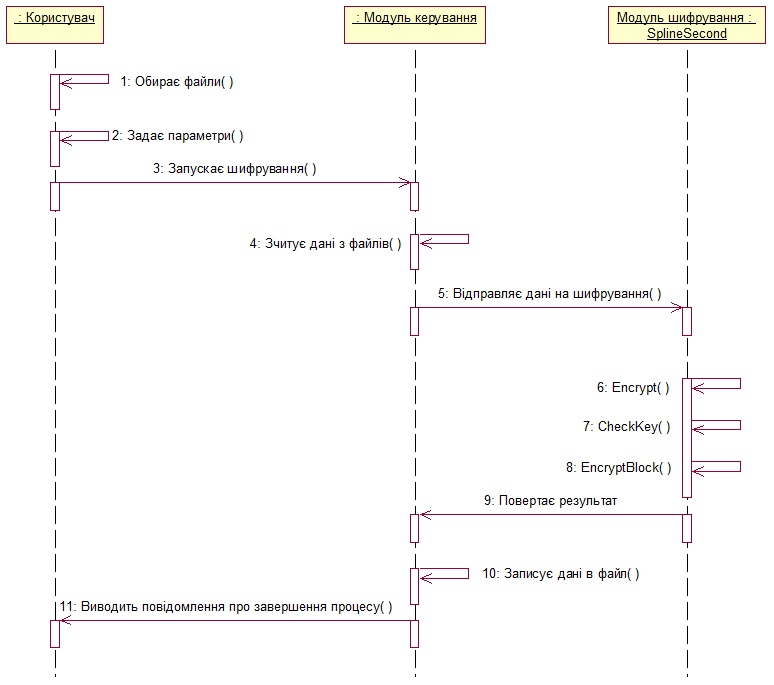 : Користувач
: Модуль керування
Модуль шифрування :
SplineSecond
1: Обирає файли( )
2: Задає параметри( )
3: Запускає шифрування( )
4: Зчитує дані з файлів( )
5: Відправляє дані на шифрування( )
6: Encrypt( )
7: CheckKey( )
8: EncryptBlock( )
9: Повертає результат
10: Записує дані в файл( )
11: Виводить повідомлення про завершення процесу( )